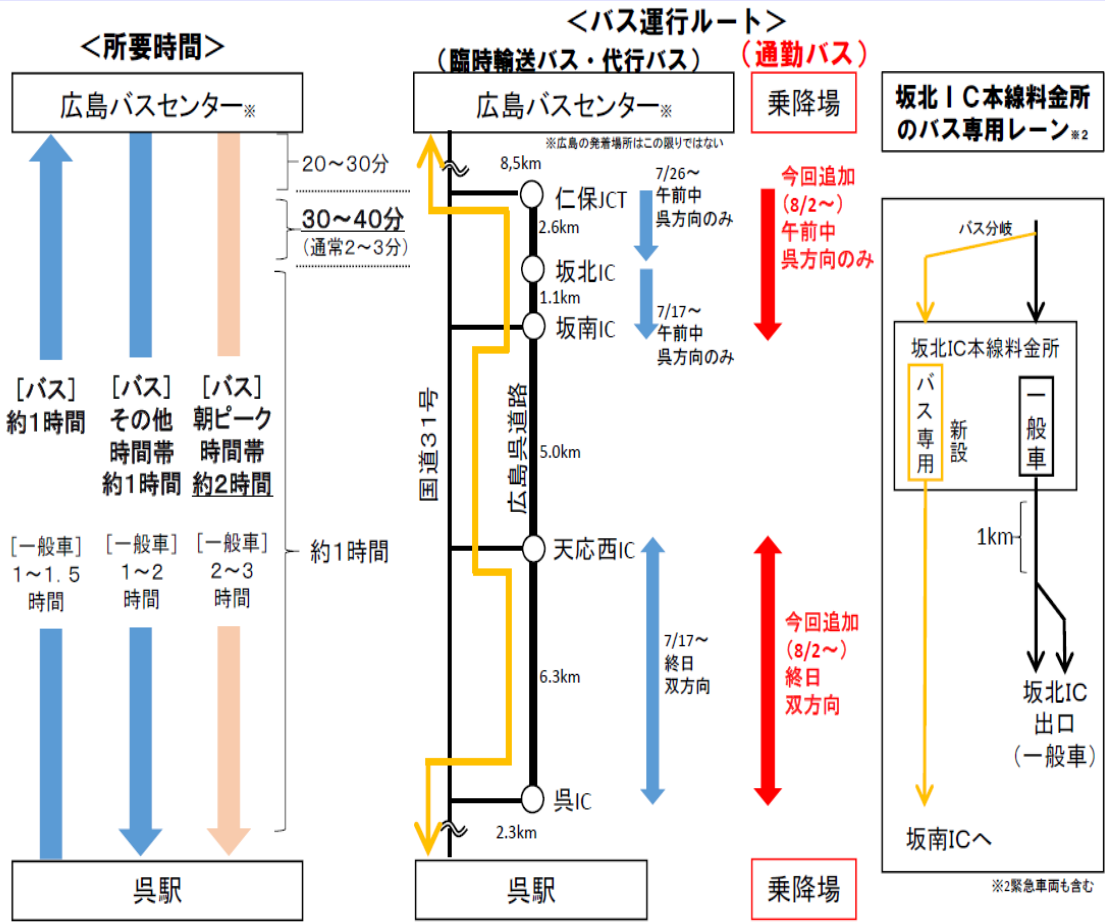 ＜所要時間＞
広島バスセンター※
20～30分
30～40分
（通常2～3分）
［バス］
約1時間
［バス］
その他
時間帯
約1時間
［バス］
朝ピーク
時間帯
約2時間
［一般車］
1～1.5
時間
［一般車］
1～2
時間
［一般車］
2～3
時間
約1時間
呉駅
＜バス運行ルート＞
（臨時輸送バス・代行バス）
広島バスセンター※
※広島の発着場所はこの限りではない
8,5km
仁保JCT
2.6km
坂北IC
1.1km
坂南IC
国道31号
広島呉道路
5.0km
天応西IC
6.3km
呉IC
2.3km
呉駅
7/26～
午前中
呉方向のみ
7/17～
午前中
呉方向のみ
7/17～
終日
双方向
（通勤バス）
乗降場
今回追加
（8/2～）
午前中
呉方向のみ
今回追加
（8/2～）
終日
双方向
乗降場
坂北ＩＣ本線料金所
のバス専用レーン※2
バス分岐
坂北IC本線料金所
バス専用
新設
一般車
1km
坂北IC
出口
（一般車）
坂南ICへ
※2緊急車両も含む